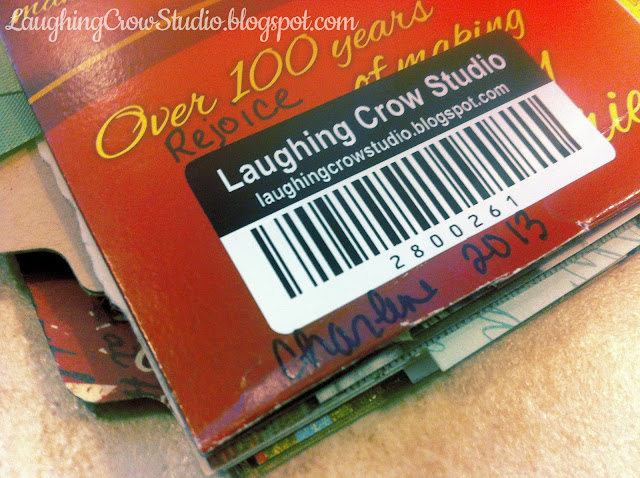 LaughingCrowStudio.blogspot.com
Over 100 years
of making
Rejoice
Laughing Crow Studio
laughingcrowstudio.blogspot.com
2800261
Charlene 2013